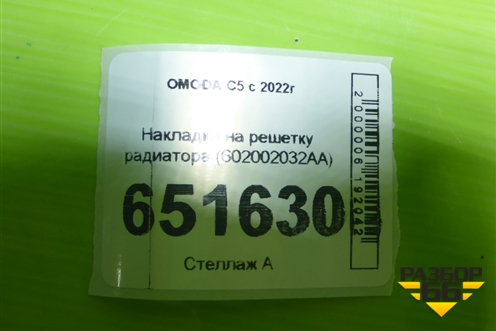 OMODA C5 с 2022г
Накладка на решетку
радиатора (602002032AA)
651630
Стеллаж А
2000006192042
РАЗБОР
66